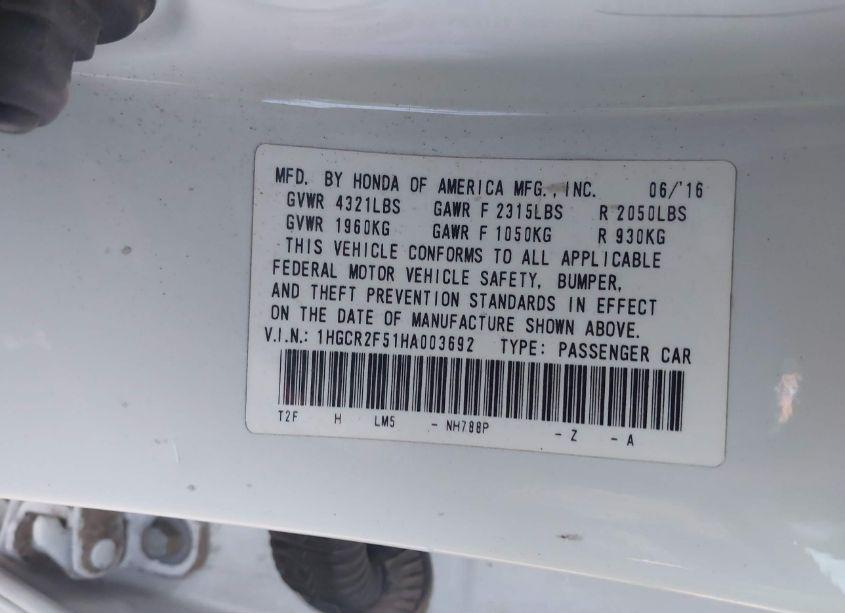 MFD. BY HONDA OF AMERICA MFG., INC. 06/'16
GVWR 4321LBS GAWR F 2315LBS R 2050LBS
GVWR 1960KG GAWR F 1050KG R 930KG
THIS VEHICLE CONFORMS TO ALL APPLICABLE
FEDERAL MOTOR VEHICLE SAFETY, BUMPER,
AND THEFT PREVENTION STANDARDS IN EFFECT
ON THE DATE OF MANUFACTURE SHOWN ABOVE.
V.I.N.: 1HGCR2F51HA003692 TYPE: PASSENGER CAR
T2F H LM5 - NH788P - Z - A